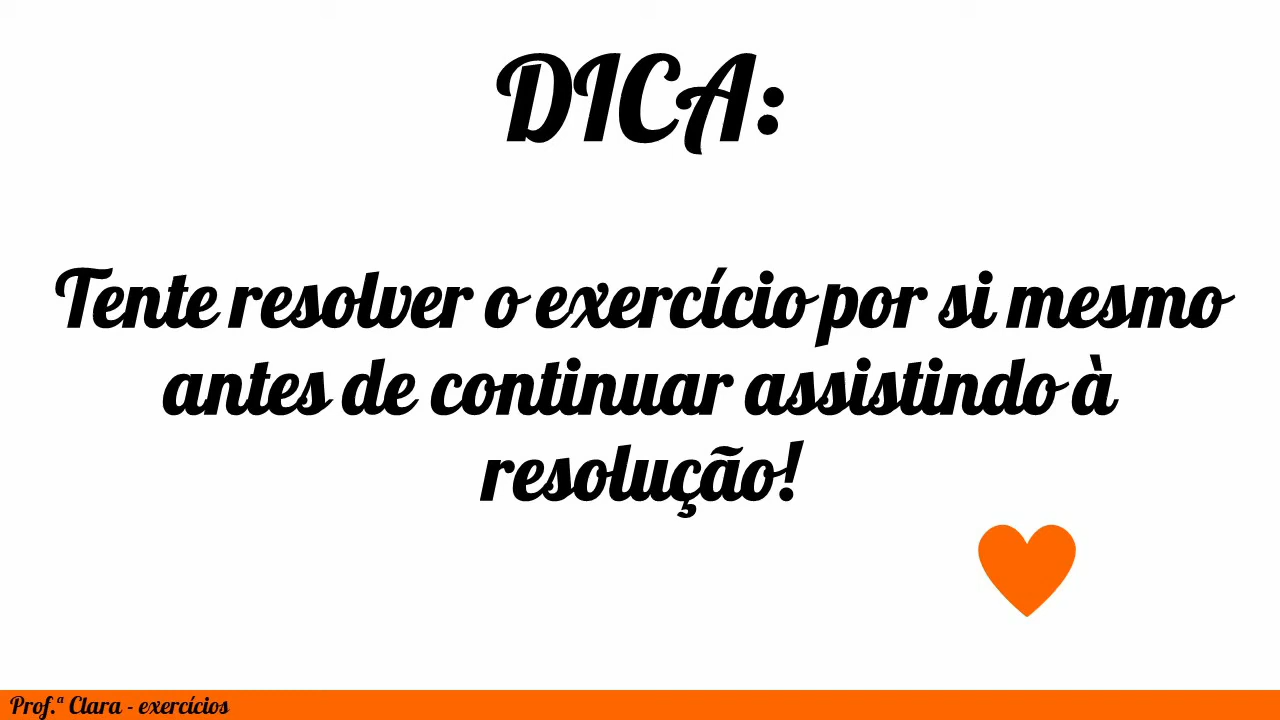 DICA:
Tente resolver o exercício por si mesmo
antes de continuar assistindo à
resolução!
Prof.ª Clara - exercícios